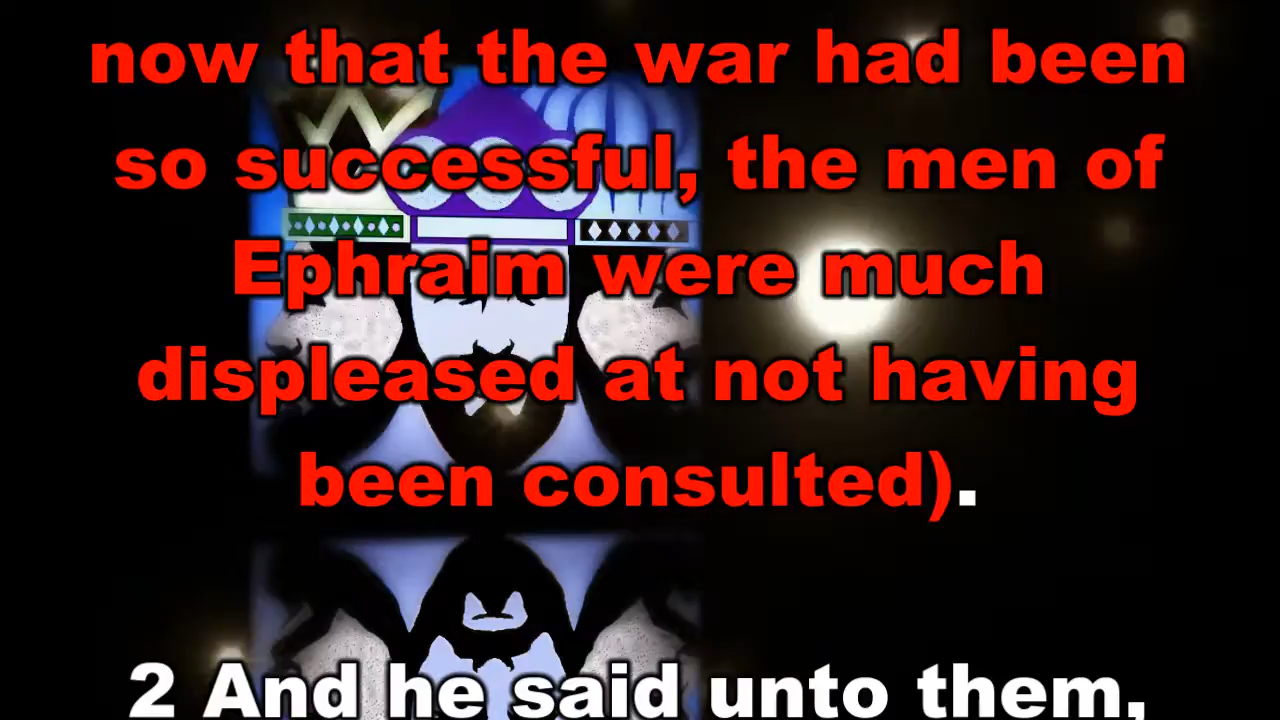 now that the war had been
so successful, the men of
Ephraim were much
displeased at not having
been consulted).
2 And he said unto them,